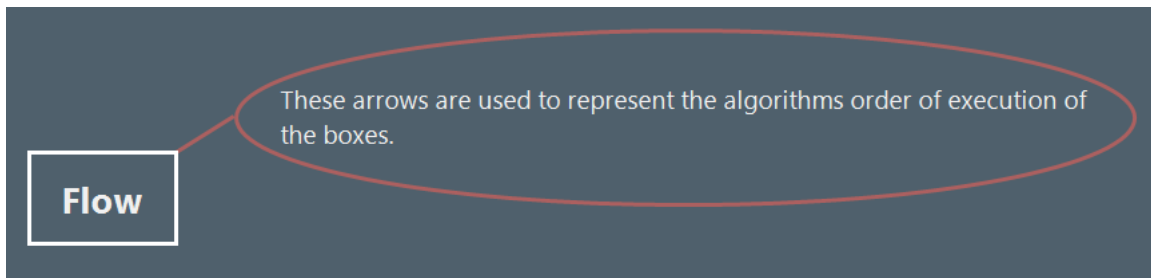 These arrows are used to represent the algorithms order of execution of
the boxes.
Flow